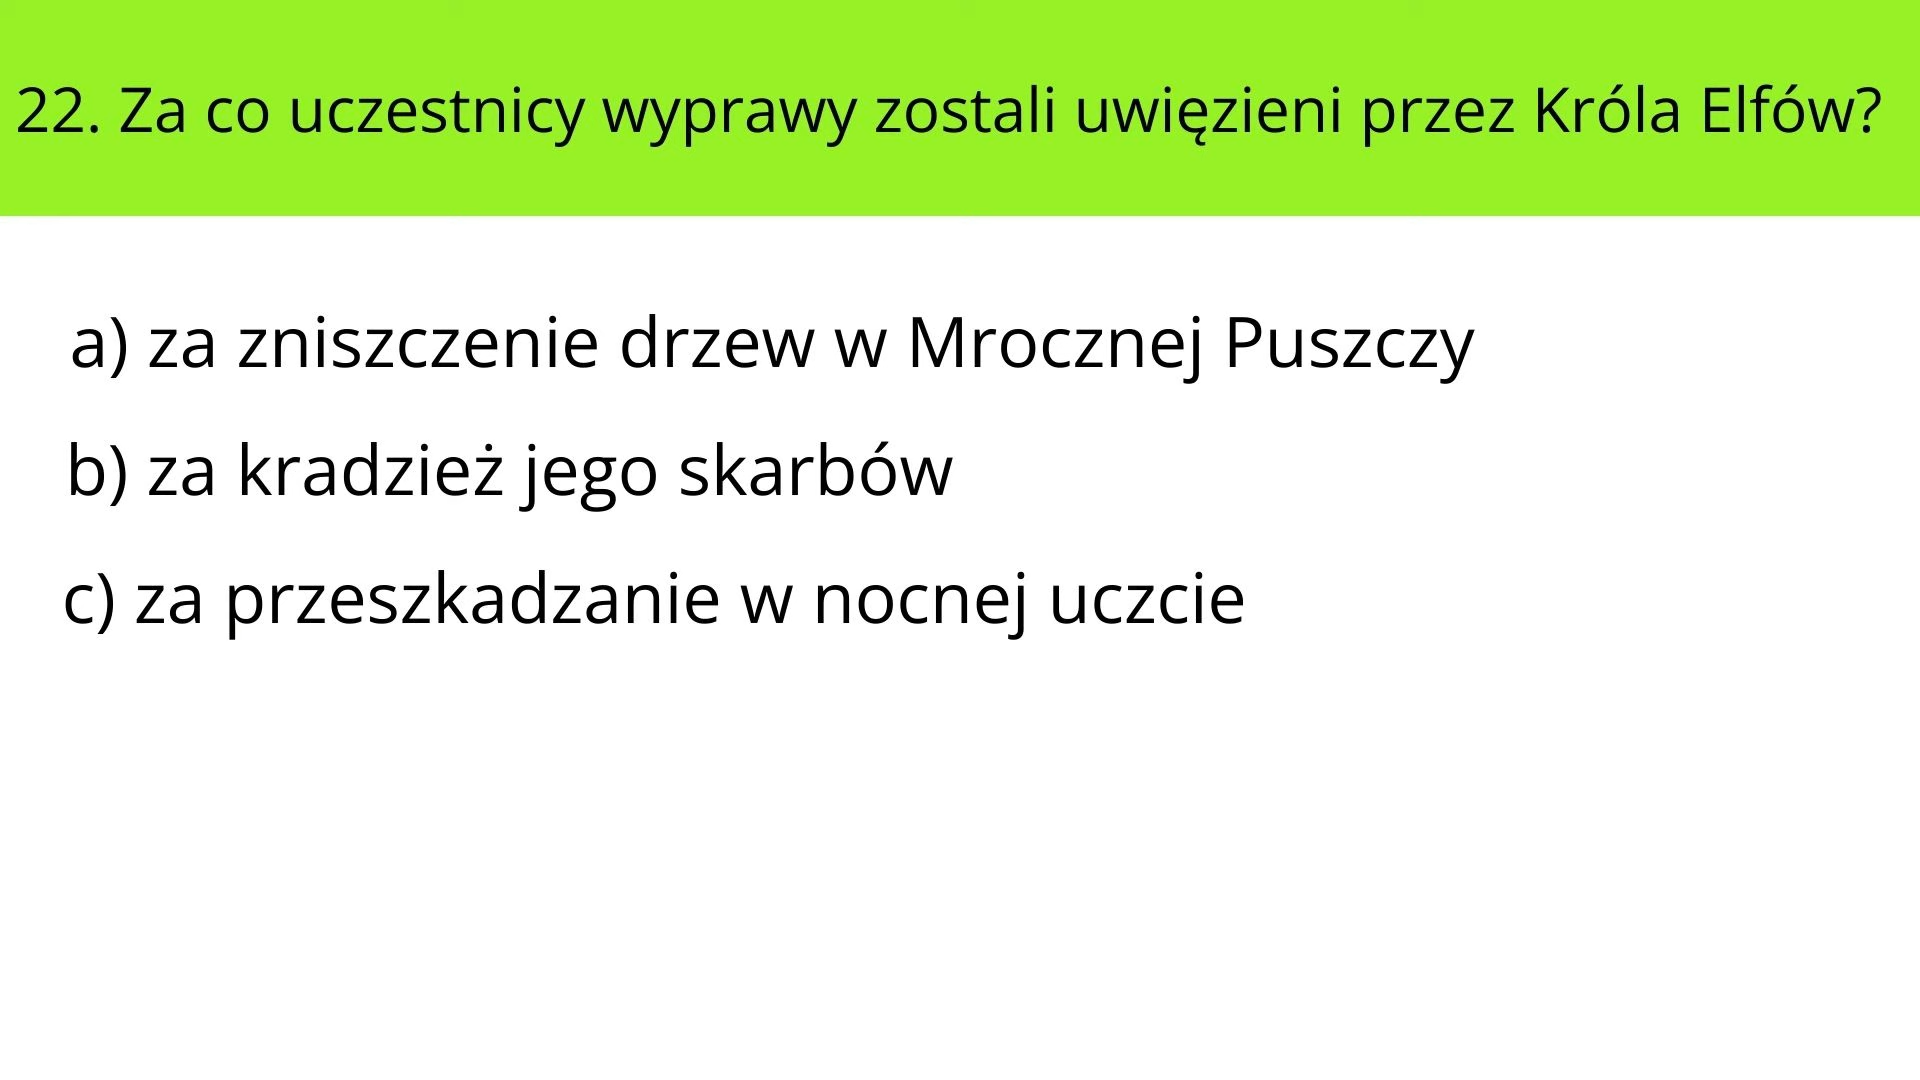 22. Za co uczestnicy wyprawy zostali uwięzieni przez Króla Elfów?
a) za zniszczenie drzew w Mrocznej Puszczy
b) za kradzież jego skarbów
c) za przeszkadzanie w nocnej uczcie